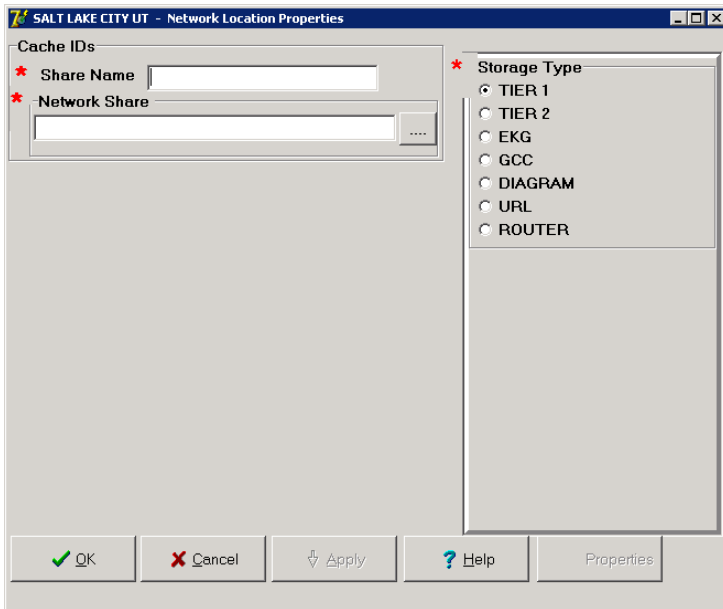 SALT LAKE CITY UT - Network Location Properties
Cache IDs
* Share Name
* Network Share
....
* Storage Type
TIER 1
TIER 2
EKG
GCC
DIAGRAM
URL
ROUTER
OK
Cancel
Apply
? Help
Properties